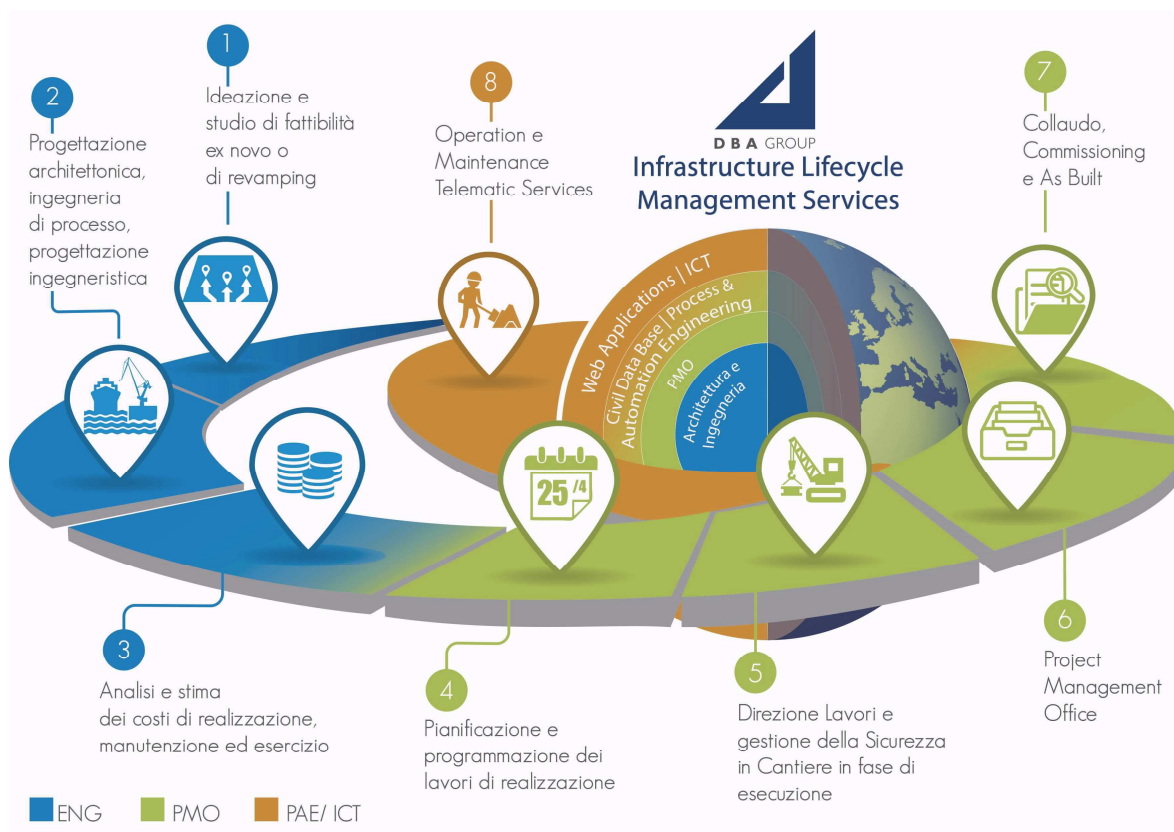 1
Ideazione e
studio di fattibilità
ex novo o
di revamping
2
Progettazione
architettonica,
ingegneria
di processo,
progettazione
ingegneristica
8
Operation e
Maintenance
Telematic Services
DBA GROUP
Infrastructure Lifecycle
Management Services
7
Collaudo,
Commissioning
e As Built
Web Applications | ICT
Civil Data Base | Process &
Automation Engineering
PMO
Architettura e
Ingegneria
25/4
3
Analisi e stima
dei costi di realizzazione,
manutenzione ed esercizio
4
Pianificazione e
programmazione dei
lavori di realizzazione
5
Direzione Lavori e
gestione della Sicurezza
in Cantiere in fase di
esecuzione
6
Project
Management
Office
ENG
PMO
PAE/ ICT